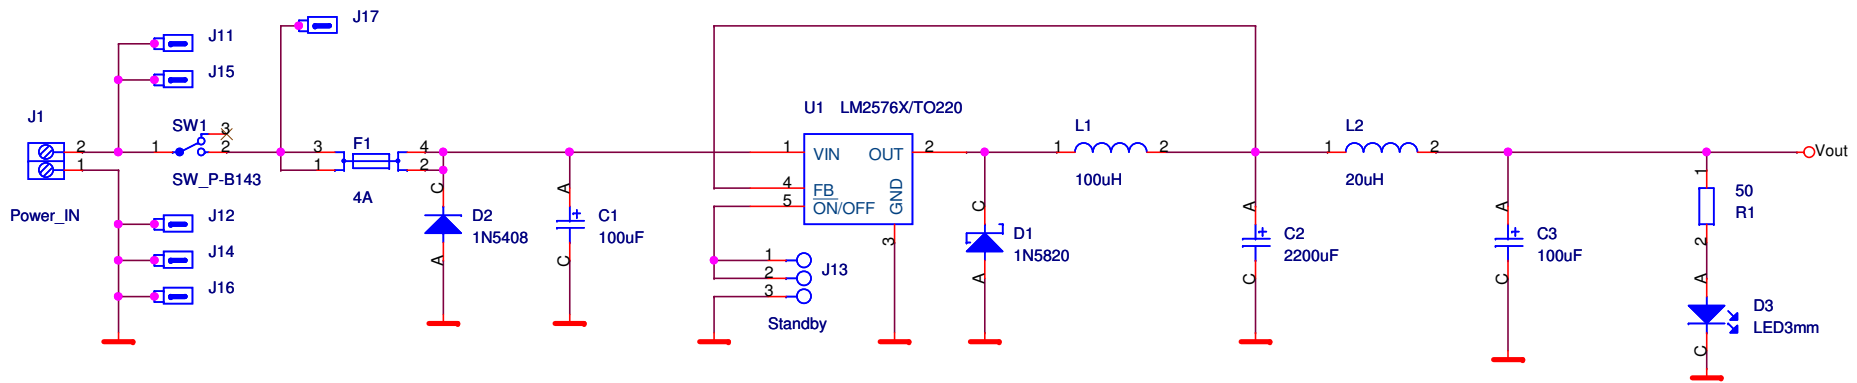 J1
2
1
Power_IN
J11
J15
SW1
1
3
2
SW_P-B143
J12
J14
J16
J17
F1
3
1
4
2
4A
C
D2
1N5408
A
A
C1
100uF
C
U1 LM2576X/TO220
1
VIN
OUT
2
4
FB
5
ON/OFF
GND
3
1
2
3
J13
Standby
C
D1
1N5820
A
L1
1
2
100uH
A
C2
2200uF
C
L2
1
2
20uH
A
C3
100uF
C
Vout
1
50
R1
2
A
D3
LED3mm
C